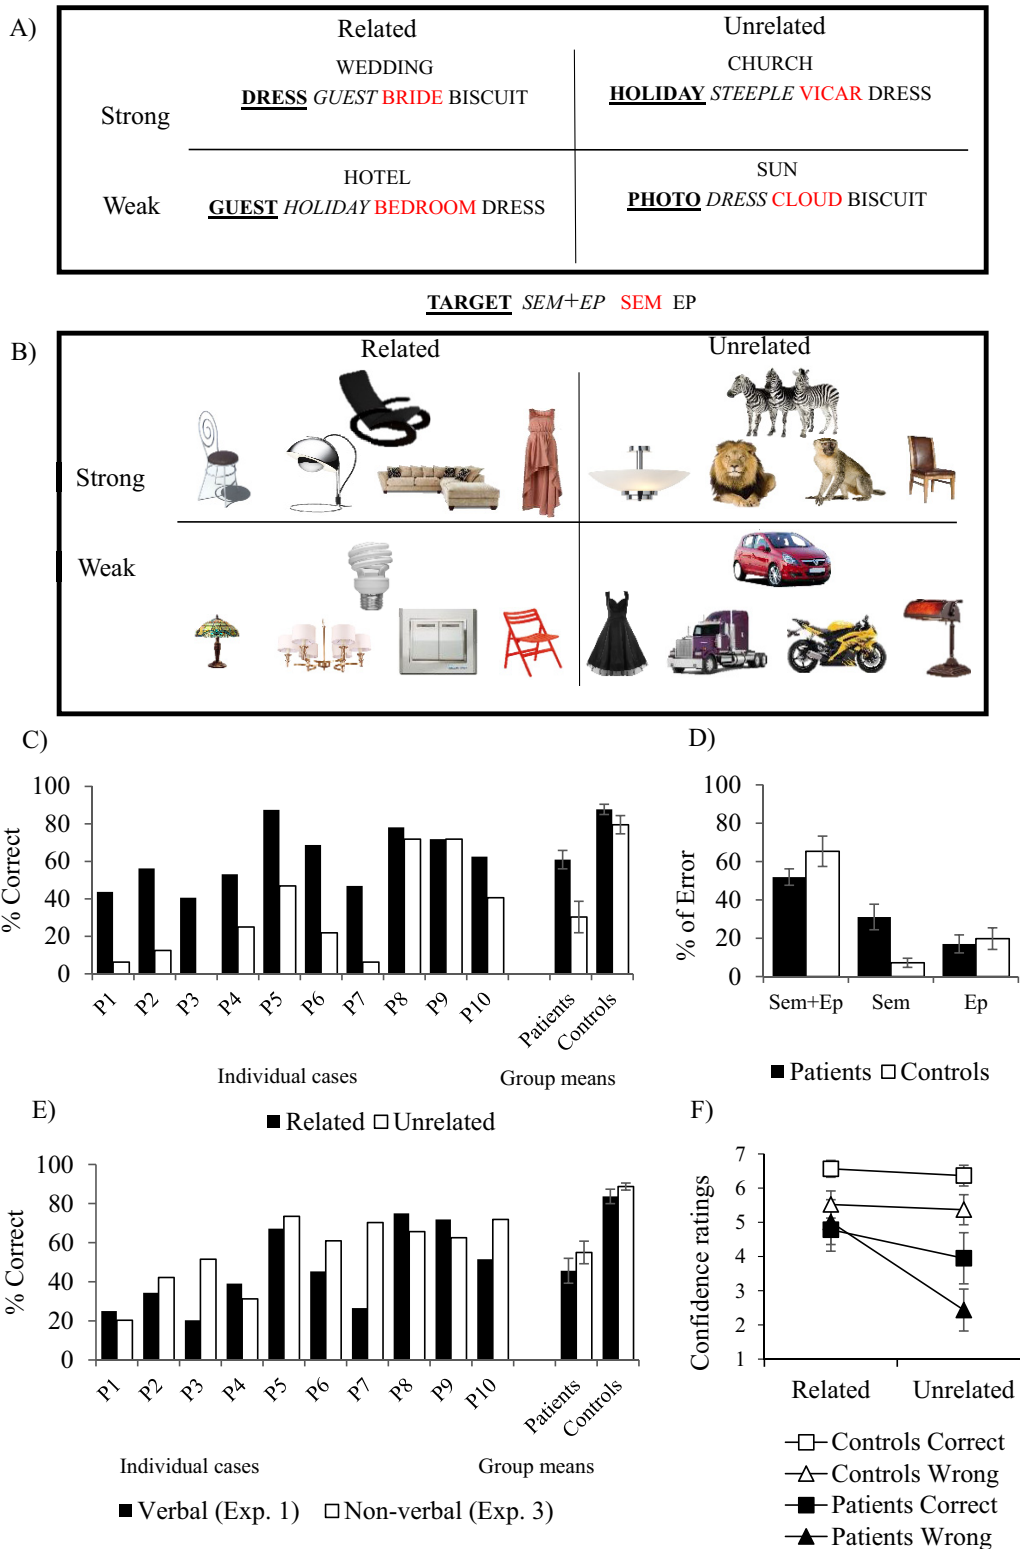 A)
Related
Unrelated
Strong
WEDDING
DRESS GUEST BRIDE BISCUIT
CHURCH
HOLIDAY STEEPLE VICAR DRESS
Weak
HOTEL
GUEST HOLIDAY BEDROOM DRESS
SUN
PHOTO DRESS CLOUD BISCUIT
TARGET SEM+EP SEM EP
B)
Related
Unrelated
Strong
Weak
C)
% Correct
100
80
60
40
20
0
P1 P2 P3 P4 P5 P6 P7 P8 P9 P10 Patients Controls
Individual cases
Group means
Related Unrelated
D)
% of Error
100
80
60
40
20
0
Sem+Ep Sem Ep
Patients Controls
E)
% Correct
100
80
60
40
20
0
P1 P2 P3 P4 P5 P6 P7 P8 P9 P10 Patients Controls
Individual cases
Group means
Verbal (Exp. 1) Non-verbal (Exp. 3)
F)
Confidence ratings
7
6
5
4
3
2
1
Related Unrelated
Controls Correct
Controls Wrong
Patients Correct
Patients Wrong